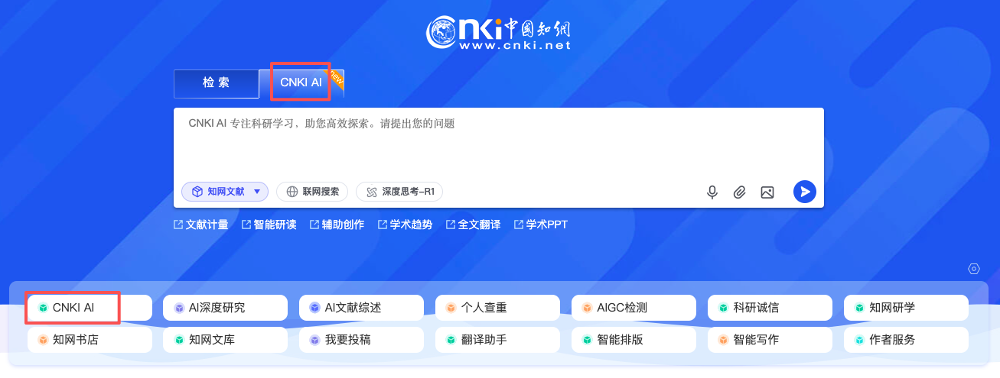 cnki中国知網
www.cnki.net
检索 CNKI AI new
CNKI AI 专注科研学习，助您高效探索。请提出您的问题
知网文献 联网搜索 深度思考-R1
文献计量 智能研读 辅助创作 学术趋势 全文翻译 学术PPT
CNKI AI AI深度研究 AI文献综述 个人查重 AIGC检测 科研诚信 知网研学
知网书店 知网文库 我要投稿 翻译助手 智能排版 智能写作 作者服务